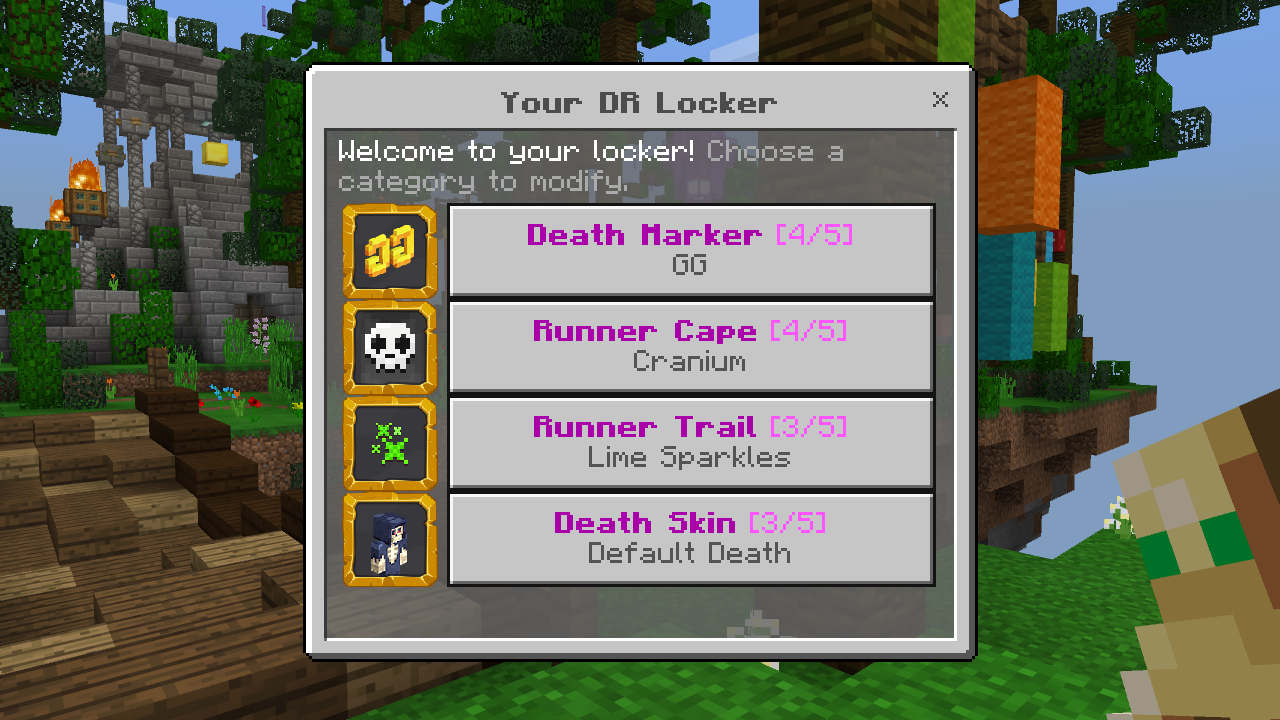 Your DR Locker
Welcome to your locker! Choose a
category to modify.
Death Marker [4/5]
GG
Runner Cape [4/5]
Cranium
Runner Trail [3/5]
Lime Sparkles
Death Skin [3/5]
Default Death